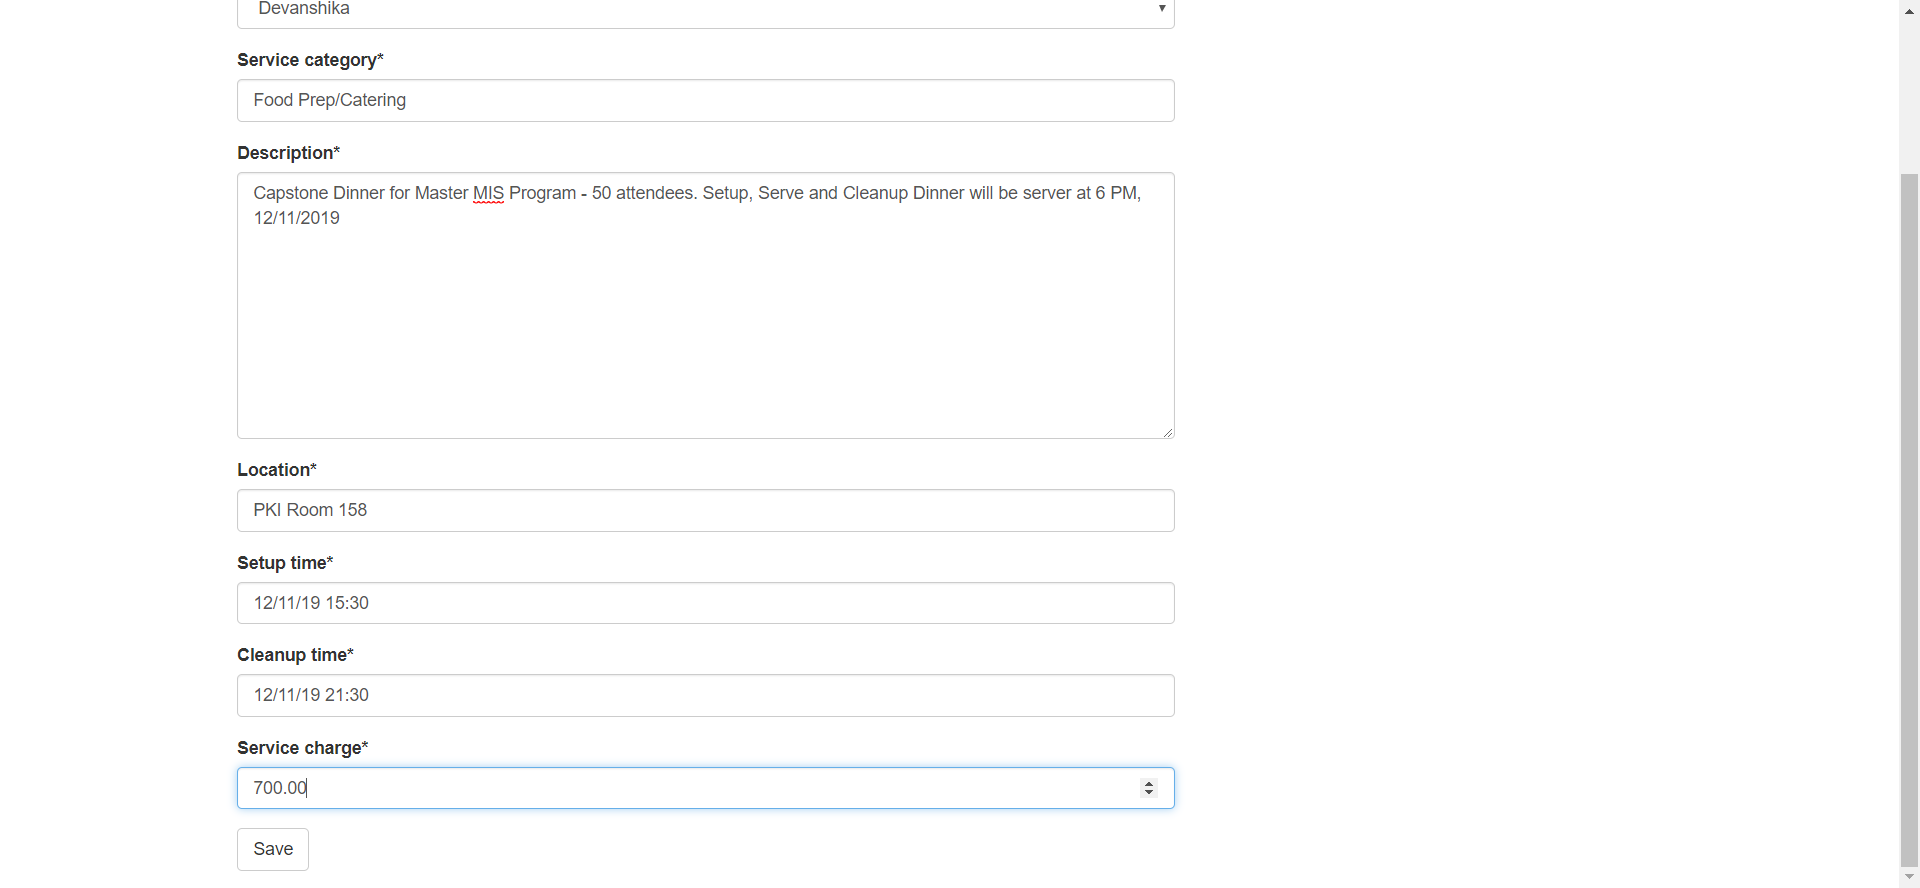 Devanshika
Service category*
Food Prep/Catering
Description*
Capstone Dinner for Master MIS Program - 50 attendees. Setup, Serve and Cleanup Dinner will be server at 6 PM,
12/11/2019
Location*
PKI Room 158
Setup time*
12/11/19 15:30
Cleanup time*
12/11/19 21:30
Service charge*
700.00
Save